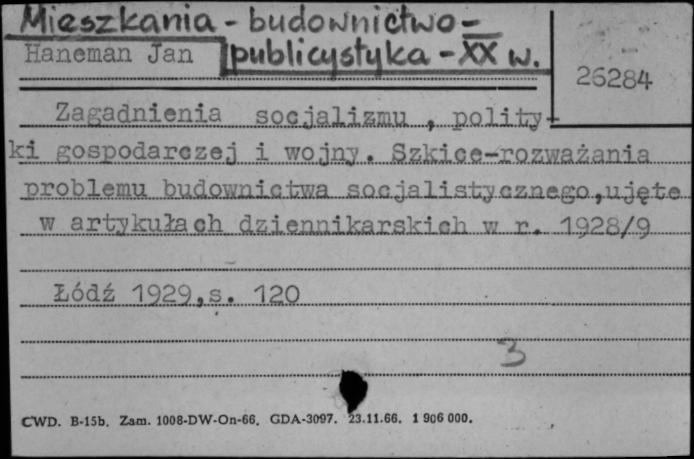 Mieszkania - budownictwo -
publicystyka - XX w.
Haneman Jan
26284
Zagadnienia socjalizmu , polity-
ki gospodarczej i wojny. Szkice-rozważania
problemu budownictwa socjalistycznego,ujęte
w artykułach dziennikarskich w r. 1928/9
Łódź 1929,s. 120
3
CWD. B-15b. Zam. 1008-DW-On-66. GDA-3097. 23.11.66. 1 906 000.